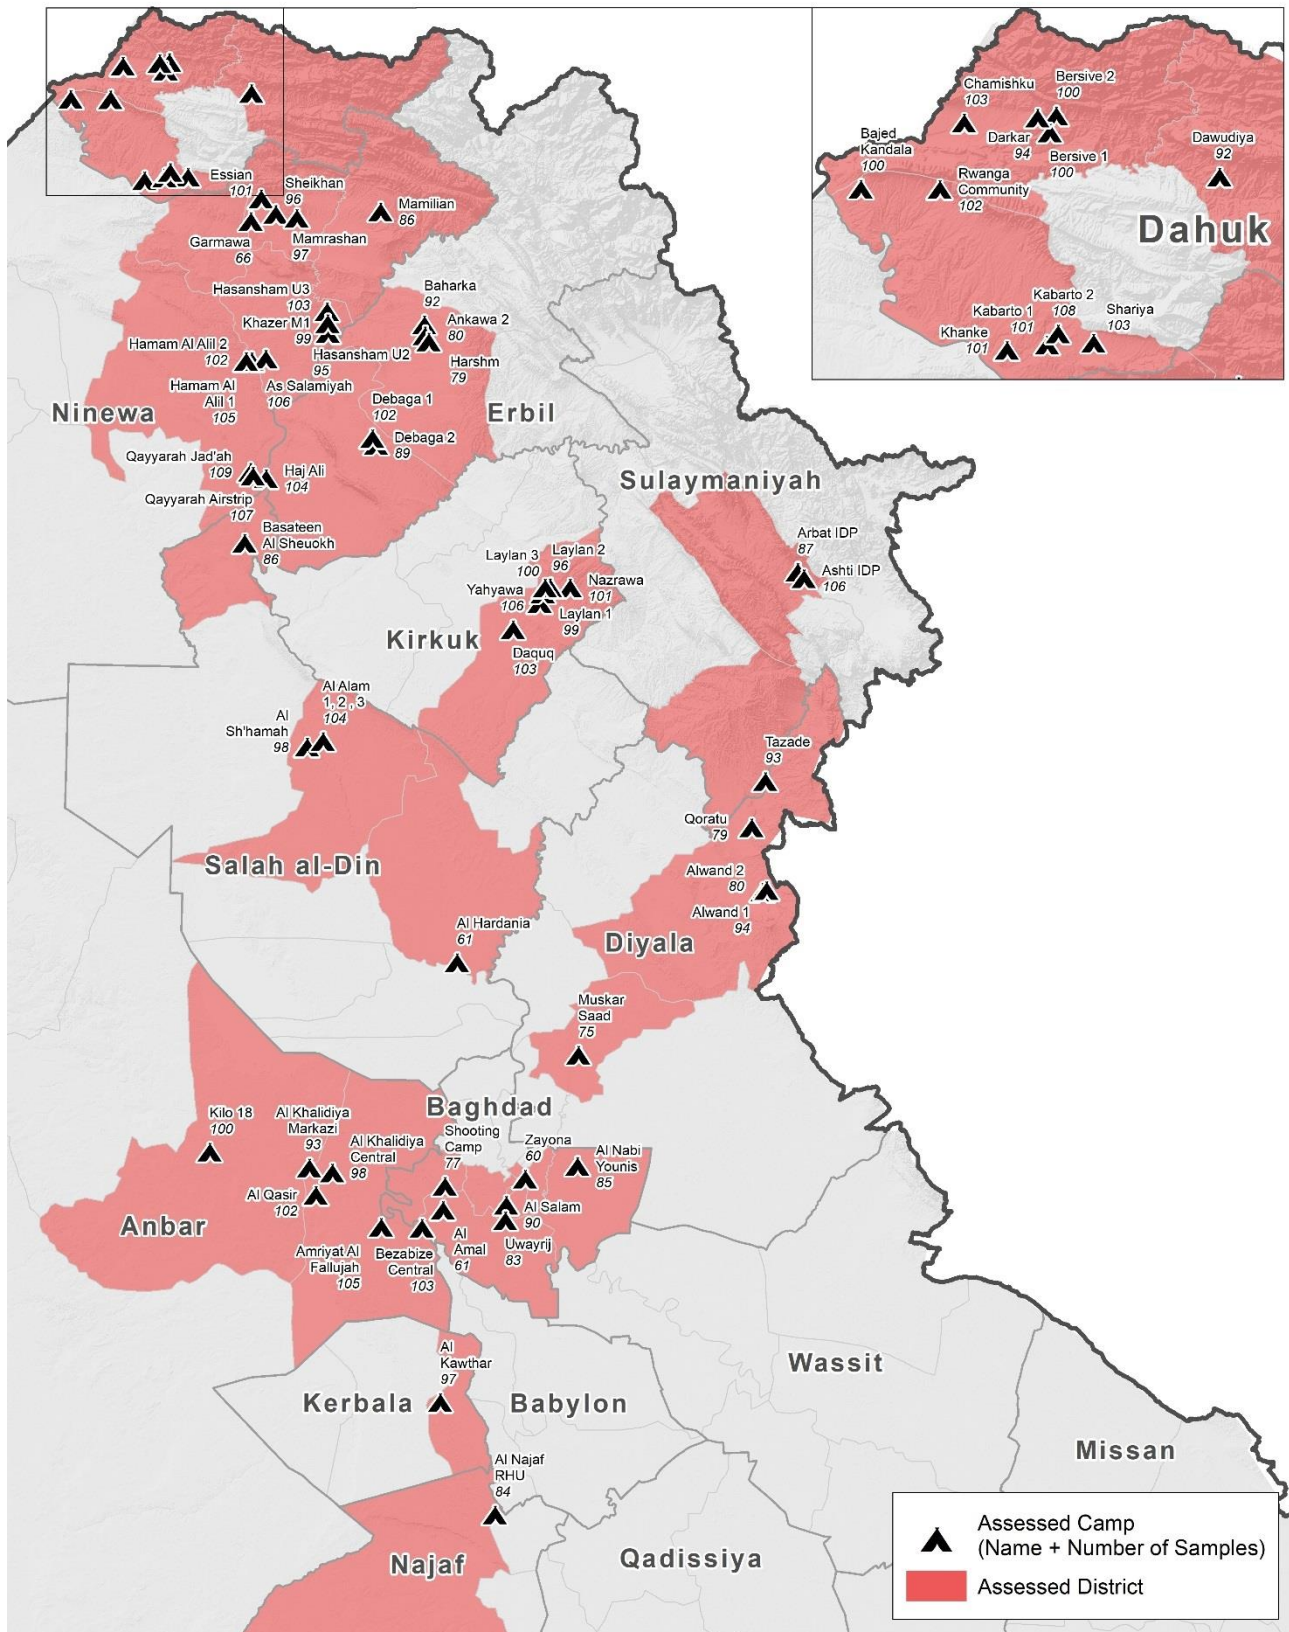 Chamishku
103
Bersive 2
100
Bajed
Kandala
100
Darkar
94
Bersive 1
100
Dawudiya
92
Rwanga
Community
102
Dahuk
Kabarto 2
108
Kabarto 1
101
Shariya
103
Khanke
101
Essian
101
Sheikhan
96
Mamilian
86
Garmawa
66
Mamrashan
97
Hasansham U3
103
Baharka
92
Khazer M1
99
Ankawa 2
80
Hamam Al Alil 2
102
Hasansham U2
95
Harshm
79
Hamam Al
Alil 1
105
As Salamiyah
106
Debaga 1
102
Ninewa
Erbil
Debaga 2
89
Qayyarah Jad'ah
109
Haj Ali
104
Qayyarah Airstrip
107
Sulaymaniyah
Basateen
Al Sheuokh
86
Arbat IDP
87
Ashti IDP
106
Laylan 3
100
Laylan 2
96
Yahyawa
106
Nazrawa
101
Laylan 1
99
Kirkuk
Daquq
103
Al Alam
1, 2 , 3
104
Al
Sh'hamah
98
Tazade
93
Qoratu
79
Salah al-Din
Alwand 2
80
Alwand 1
94
Al Hardania
61
Diyala
Muskar
Saad
75
Baghdad
Kilo 18
100
Al Khalidiya
Markazi
93
Al Khalidiya
Central
98
Shooting
Camp
77
Zayona
60
Al Nabi
Younis
85
Al Qasir
102
Al Salam
90
Anbar
Amriyat Al
Fallujah
105
Bezabize
Central
103
Al
Amal
61
Uwayrij
83
Al
Kawthar
97
Wassit
Kerbala
Babylon
Missan
Al Najaf
RHU
84
Najaf
Qadissiya
Assessed Camp
(Name + Number of Samples)
Assessed District